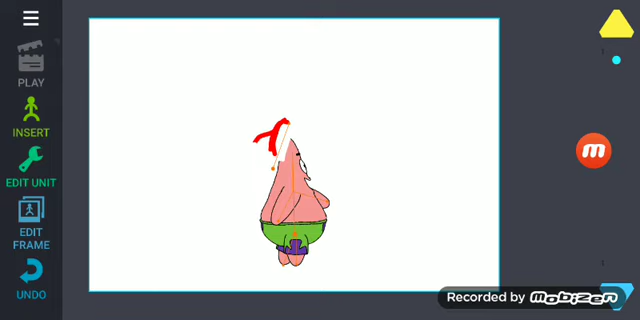 PLAY
INSERT
EDIT UNIT
EDIT
FRAME
UNDO
m
Recorded by mobizen